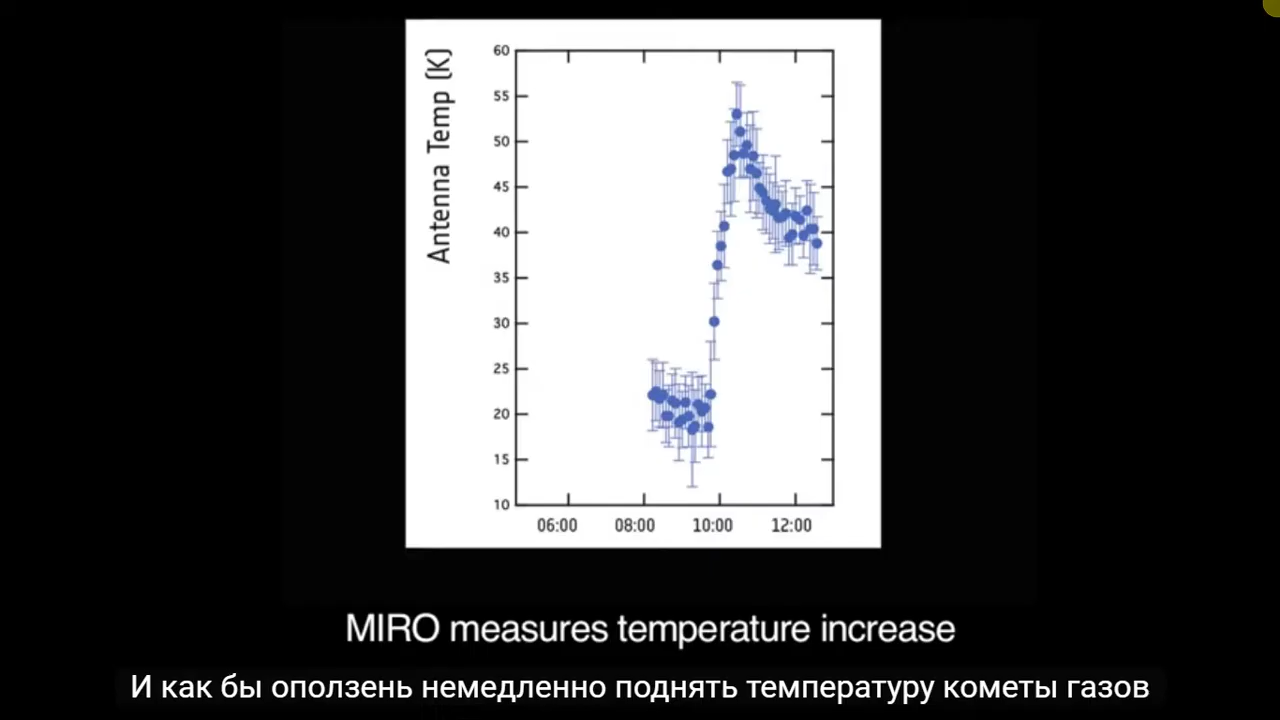 Antenna Temp (K)
60
55
50
45
40
35
30
25
20
15
10
06:00 08:00 10:00 12:00
MIRO measures temperature increase
И как бы оползень немедленно поднять температуру кометы газов